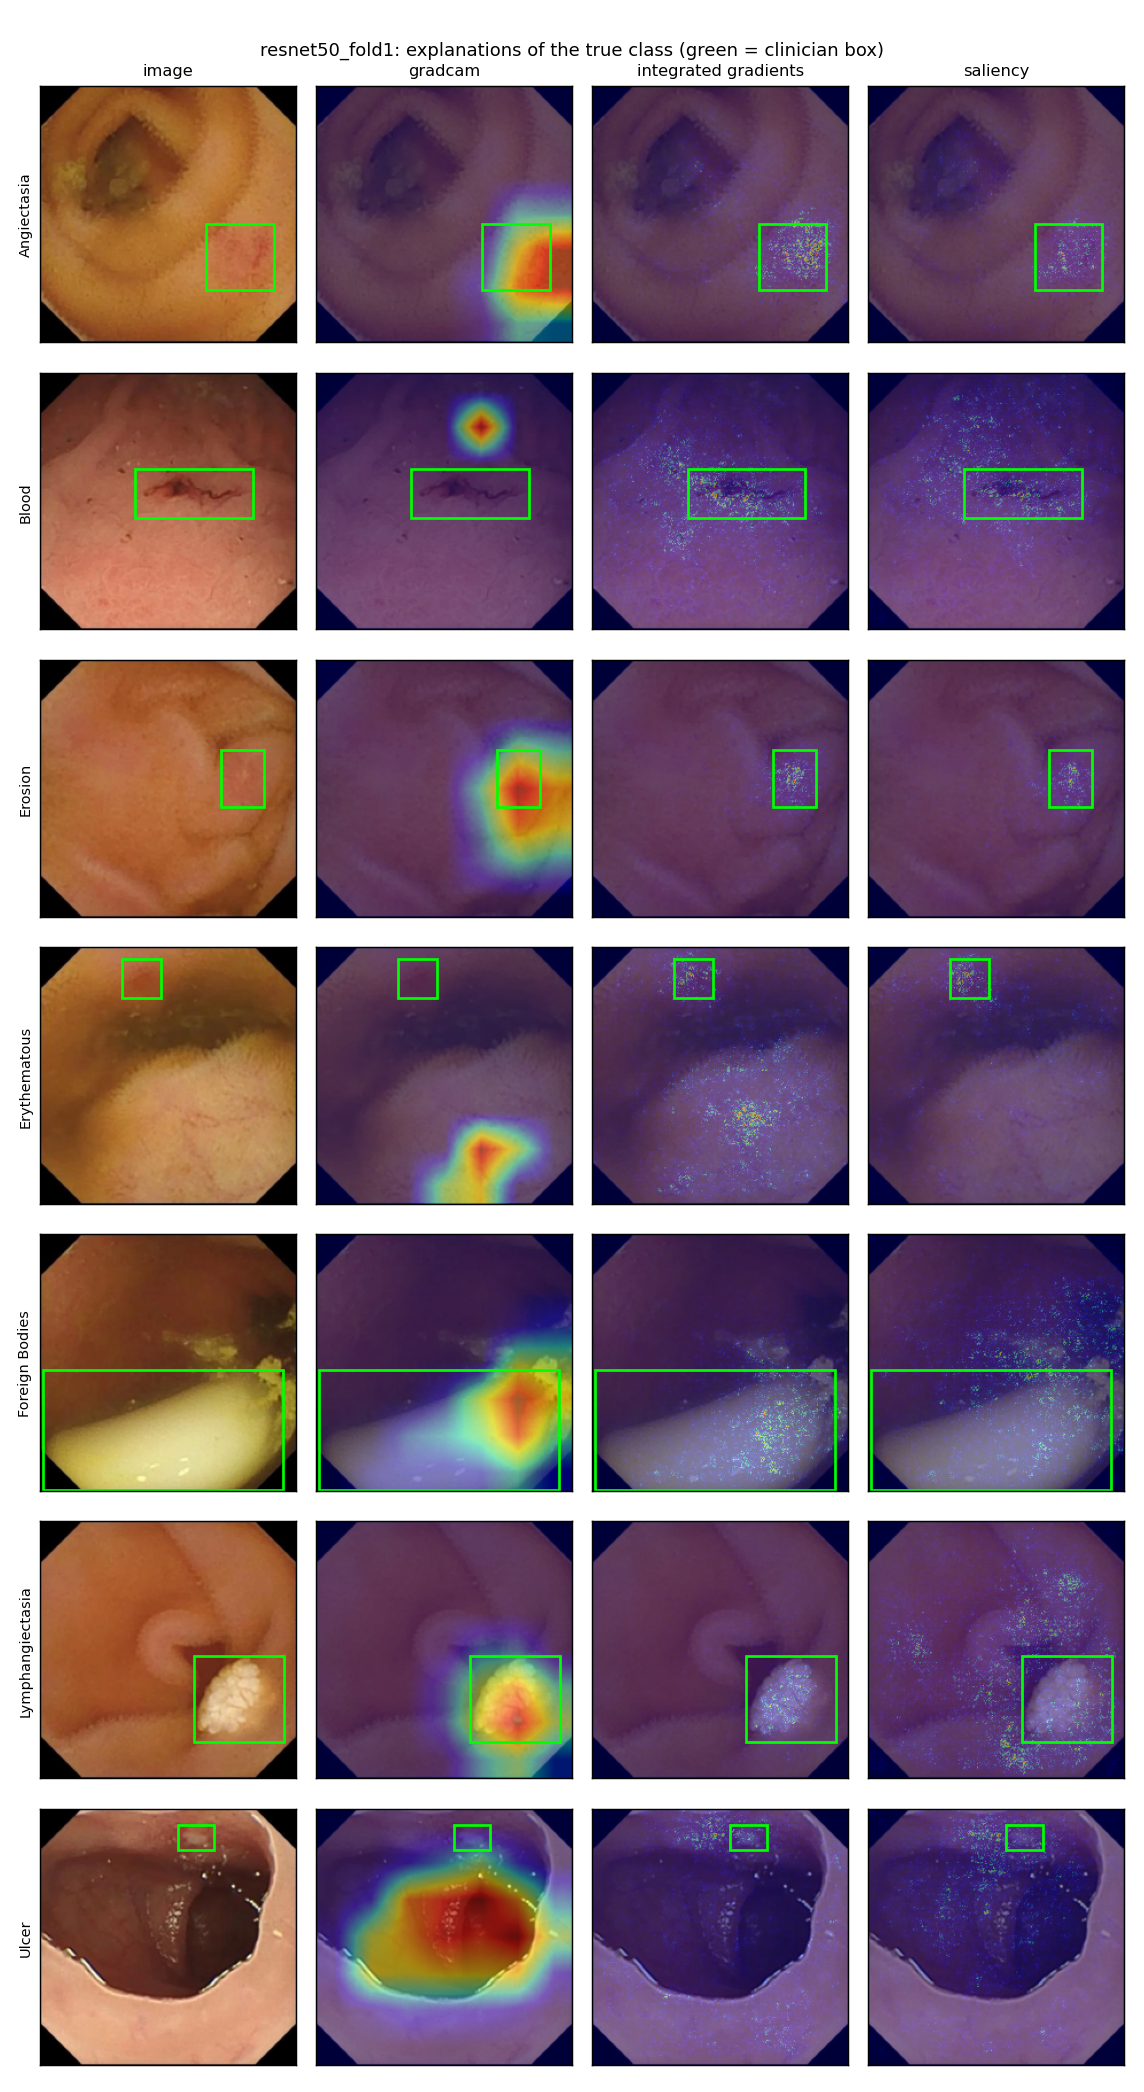 resnet50_fold1: explanations of the true class (green = clinician box)
image gradcam integrated gradients saliency
Angiectasia
Blood
Erosion
Erythematous
Foreign Bodies
Lymphangiectasia
Ulcer